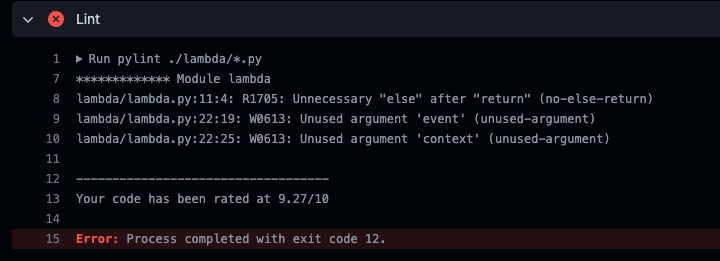 Lint
1 Run pylint ./lambda/*.py
7 ************* Module lambda
8 lambda/lambda.py:11:4: R1705: Unnecessary "else" after "return" (no-else-return)
9 lambda/lambda.py:22:19: W0613: Unused argument 'event' (unused-argument)
10 lambda/lambda.py:22:25: W0613: Unused argument 'context' (unused-argument)
11
12 -----------------------------------
13 Your code has been rated at 9.27/10
14
15 Error: Process completed with exit code 12.